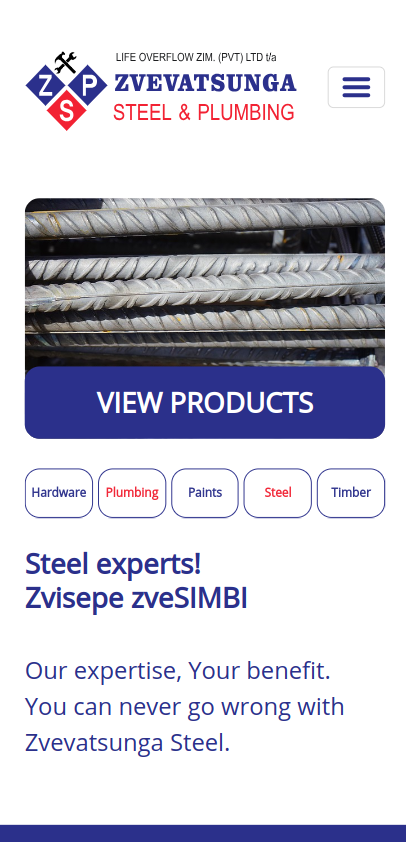 LIFE OVERFLOW ZIM. (PVT) LTD t/a
ZVEVATSUNGA
STEEL & PLUMBING
Z P
S
VIEW PRODUCTS
Hardware Plumbing Paints Steel Timber
Steel experts!
Zvisepe zveSIMBI
Our expertise, Your benefit.
You can never go wrong with
Zvevatsunga Steel.